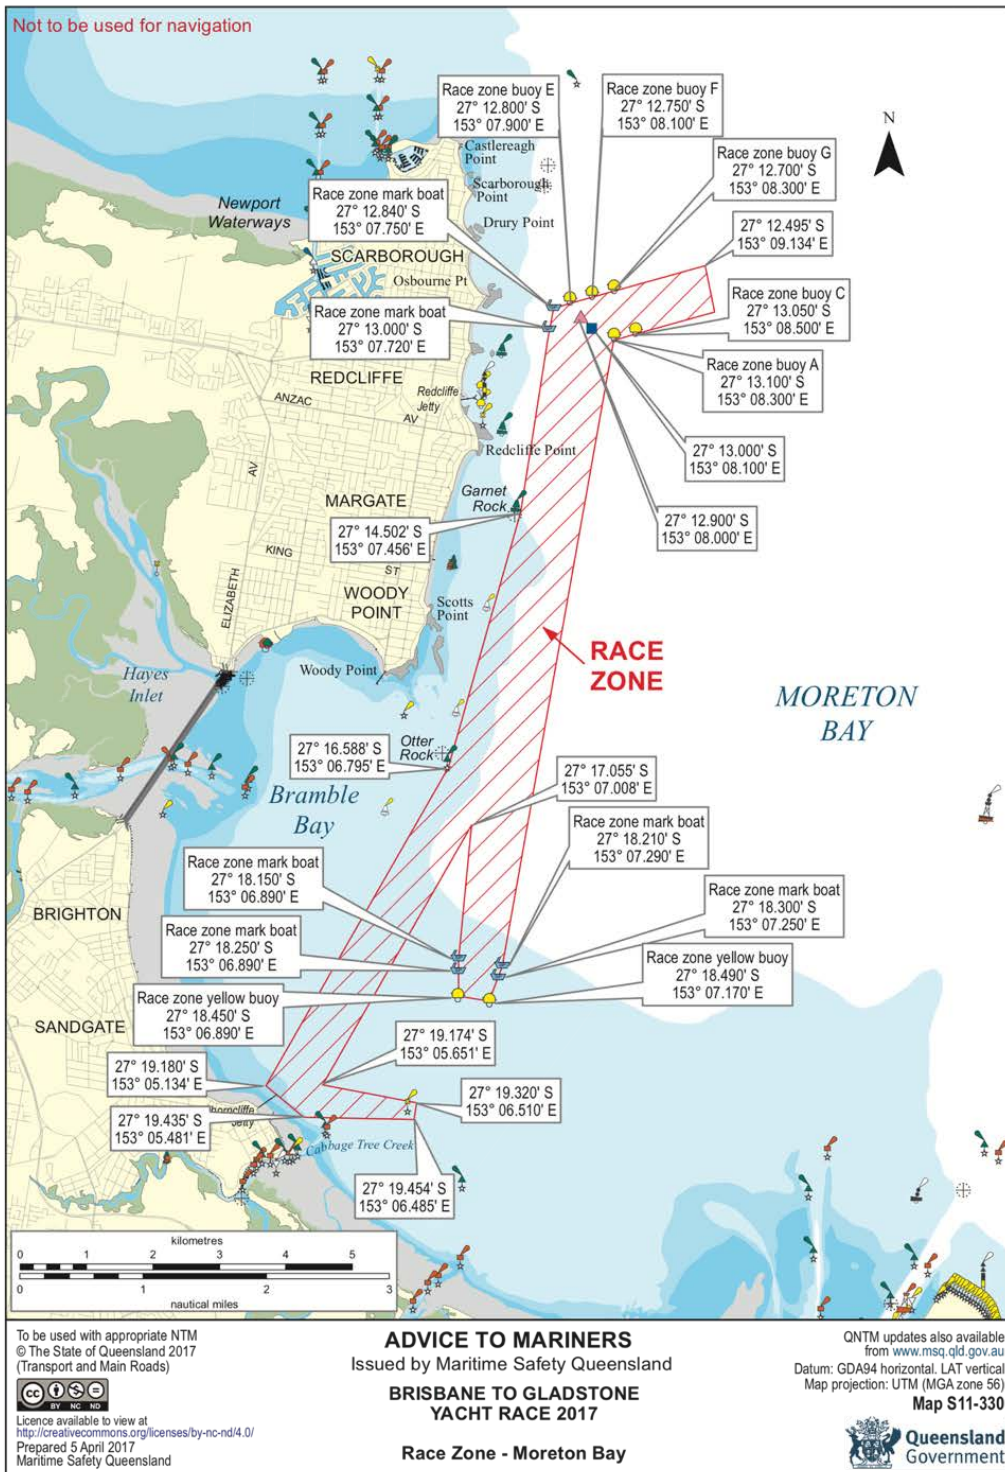 Not to be used for navigation
Race zone buoy E
27° 12.800' S
153° 07.900' E
Race zone buoy F
27° 12.750' S
153° 08.100' E
N
Castlereagh
Point
Race zone buoy G
27° 12.700' S
153° 08.300' E
Scarborough
Point
Newport
Waterways
Race zone mark boat
27° 12.840' S
153° 07.750' E
Drury Point
27° 12.495' S
153° 09.134' E
SCARBOROUGH
Osbourne Pt
Race zone mark boat
27° 13.000' S
153° 07.720' E
Race zone buoy C
27° 13.050' S
153° 08.500' E
REDCLIFFE
Redcliffe
Jetty
ANZAC
AV
Race zone buoy A
27° 13.100' S
153° 08.300' E
Redcliffe Point
27° 13.000' S
153° 08.100' E
AV
MARGATE
Garnet
Rock
27° 14.502' S
153° 07.456' E
27° 12.900' S
153° 08.000' E
KING
ST
ELIZABETH
WOODY
POINT
Scotts
Point
RACE
ZONE
Woody Point
Hayes
Inlet
MORETON
BAY
Otter
Rock
27° 16.588' S
153° 06.795' E
27° 17.055' S
153° 07.008' E
Bramble
Bay
Race zone mark boat
27° 18.210' S
153° 07.290' E
Race zone mark boat
27° 18.150' S
153° 06.890' E
Race zone mark boat
27° 18.300' S
153° 07.250' E
BRIGHTON
Race zone mark boat
27° 18.250' S
153° 06.890' E
Race zone yellow buoy
27° 18.490' S
153° 07.170' E
Race zone yellow buoy
27° 18.450' S
153° 06.890' E
SANDGATE
27° 19.174' S
153° 05.651' E
27° 19.180' S
153° 05.134' E
27° 19.320' S
153° 06.510' E
27° 19.435' S
153° 05.481' E
Jetty
Cabbage Tree Creek
27° 19.454' S
153° 06.485' E
kilometres
0 1 2 3 4 5
0 1 2 3
nautical miles
To be used with appropriate NTM
© The State of Queensland 2017
(Transport and Main Roads)
cc BY NC ND
Licence available to view at
http://creativecommons.org/licenses/by-nc-nd/4.0/
Prepared 5 April 2017
Maritime Safety Queensland
ADVICE TO MARINERS
Issued by Maritime Safety Queensland
BRISBANE TO GLADSTONE
YACHT RACE 2017
Race Zone - Moreton Bay
QNTM updates also available
from www.msq.qld.gov.au
Datum: GDA94 horizontal. LAT vertical
Map projection: UTM (MGA zone 56)
Map S11-330
Queensland
Government